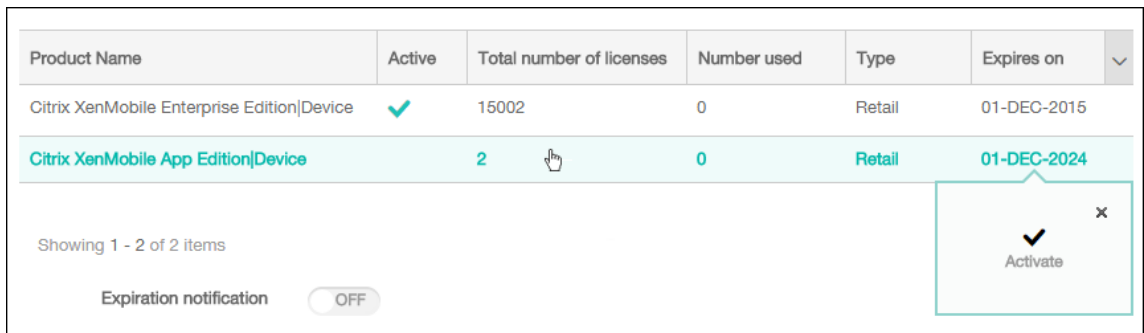 Product Name Active Total number of licenses Number used Type Expires on
Citrix XenMobile Enterprise Edition|Device 15002 0 Retail 01-DEC-2015
Citrix XenMobile App Edition|Device 2 0 Retail 01-DEC-2024
Showing 1 - 2 of 2 items
Activate
Expiration notification OFF